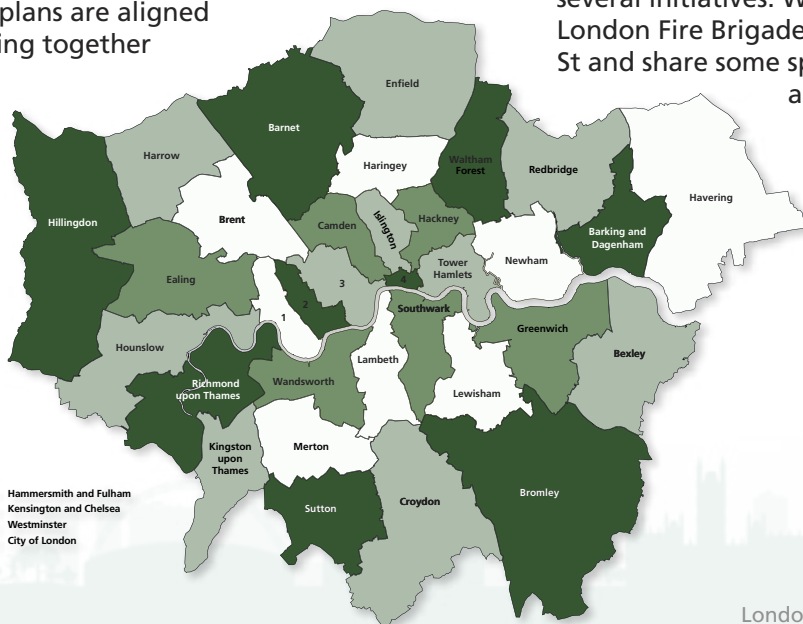 plans are aligned
ing together
several initiatives. W
London Fire Brigade
St and share some sp
a
Enfield
Barnet
Harrow
Haringey
Waltham
Forest
Redbridge
Havering
Hillingdon
Brent
Camden
Islington
Hackney
Barking and
Dagenham
Ealing
3
4
Tower
Hamlets
Newham
2
1
Southwark
Greenwich
Hounslow
Bexley
Lambeth
Richmond
upon Thames
Wandsworth
Lewisham
Kingston
upon
Thames
Merton
Hammersmith and Fulham
Kensington and Chelsea
Westminster
City of London
Sutton
Croydon
Bromley
Londo